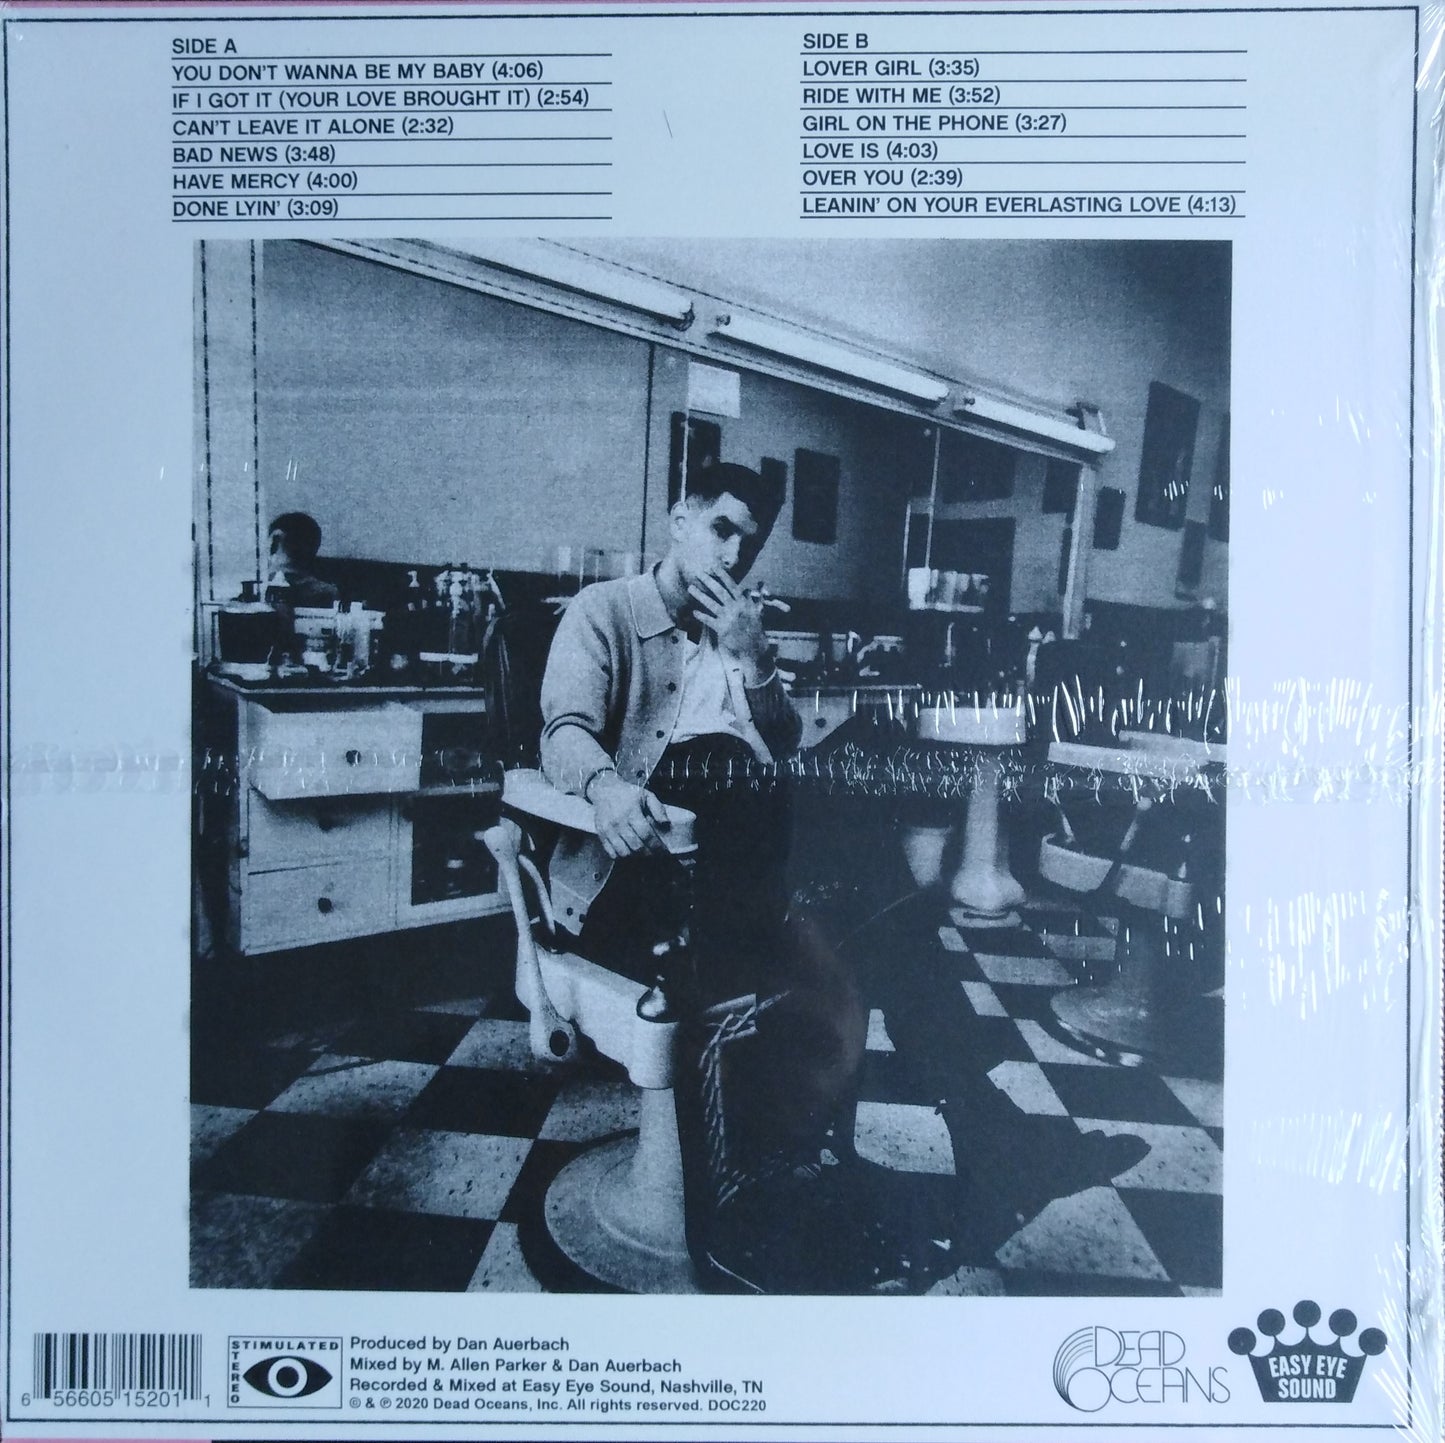 SIDE A
YOU DON'T WANNA BE MY BABY (4:06)
IF I GOT IT (YOUR LOVE BROUGHT IT) (2:54)
CAN'T LEAVE IT ALONE (2:32)
BAD NEWS (3:48)
HAVE MERCY (4:00)
DONE LYIN' (3:09)
SIDE B
LOVER GIRL (3:35)
RIDE WITH ME (3:52)
GIRL ON THE PHONE (3:27)
LOVE IS (4:03)
OVER YOU (2:39)
LEANIN' ON YOUR EVERLASTING LOVE (4:13)
6 56605 15201 1
STIMULATED
STEREO
Produced by Dan Auerbach
Mixed by M. Allen Parker & Dan Auerbach
Recorded & Mixed at Easy Eye Sound, Nashville, TN
© & ℗ 2020 Dead Oceans, Inc. All rights reserved. DOC220
DEAD
OCEANS
EASY EYE
SOUND